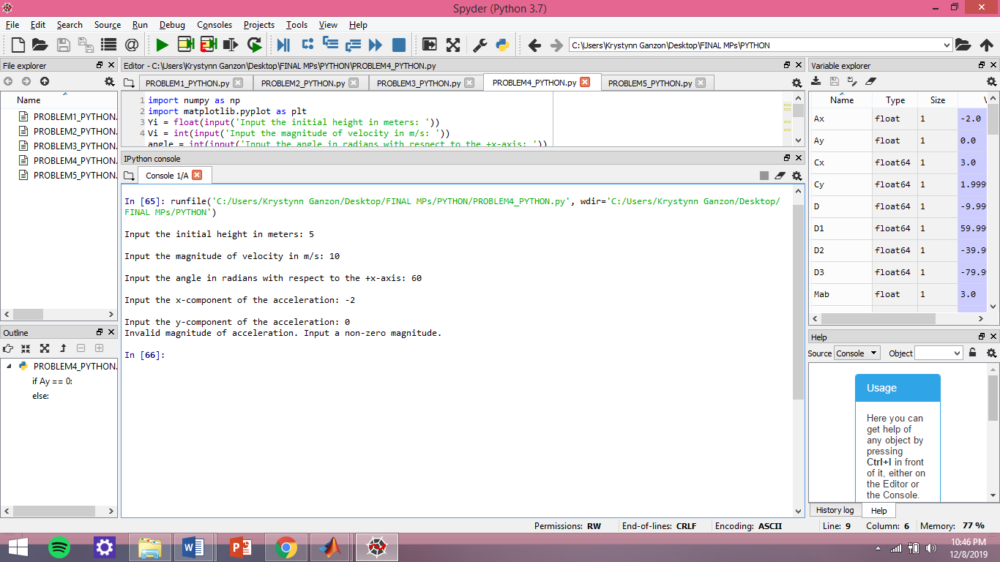 Spyder (Python 3.7)
File Edit Search Source Run Debug Consoles Projects Tools View Help
C:\Users\Krystynn Ganzon\Desktop\FINAL MPs\PYTHON
File explorer
Name
PROBLEM1_PYTHON.
PROBLEM2_PYTHON.
PROBLEM3_PYTHON.
PROBLEM4_PYTHON.
PROBLEM5_PYTHON.
Outline
PROBLEM4_PYTHON.
if Ay == 0:
else:
Editor - C:\Users\Krystynn Ganzon\Desktop\FINAL MPs\PYTHON\PROBLEM4_PYTHON.py
PROBLEM1_PYTHON.py PROBLEM2_PYTHON.py PROBLEM3_PYTHON.py PROBLEM4_PYTHON.py PROBLEM5_PYTHON.py
1 import numpy as np
2 import matplotlib.pyplot as plt
3 Yi = float(input('Input the initial height in meters: '))
4 Vi = int(input('Input the magnitude of velocity in m/s: '))
angle = int(input('Input the angle in radians with respect to the +x-axis: '))
IPython console
Console 1/A
In [65]: runfile('C:/Users/Krystynn Ganzon/Desktop/FINAL MPs/PYTHON/PROBLEM4_PYTHON.py', wdir='C:/Users/Krystynn Ganzon/Desktop/
FINAL MPs/PYTHON')
Input the initial height in meters: 5
Input the magnitude of velocity in m/s: 10
Input the angle in radians with respect to the +x-axis: 60
Input the x-component of the acceleration: -2
Input the y-component of the acceleration: 0
Invalid magnitude of acceleration. Input a non-zero magnitude.
In [66]:
Variable explorer
Name Type Size
Ax float 1 -2.0
Ay float 1 0.0
Cx float64 1 3.0
Cy float64 1 1.999
D float64 1 -9.99
D1 float64 1 59.99
D2 float64 1 -39.9
D3 float64 1 -79.9
Mab float 1 3.0
Help
Source Console Object
Usage
Here you can
get help of
any object by
pressing
Ctrl+I in front
of it, either on
the Editor or
the Console.
History log Help
Permissions: RW End-of-lines: CRLF Encoding: ASCII Line: 9 Column: 6 Memory: 77 %
10:46 PM
12/8/2019